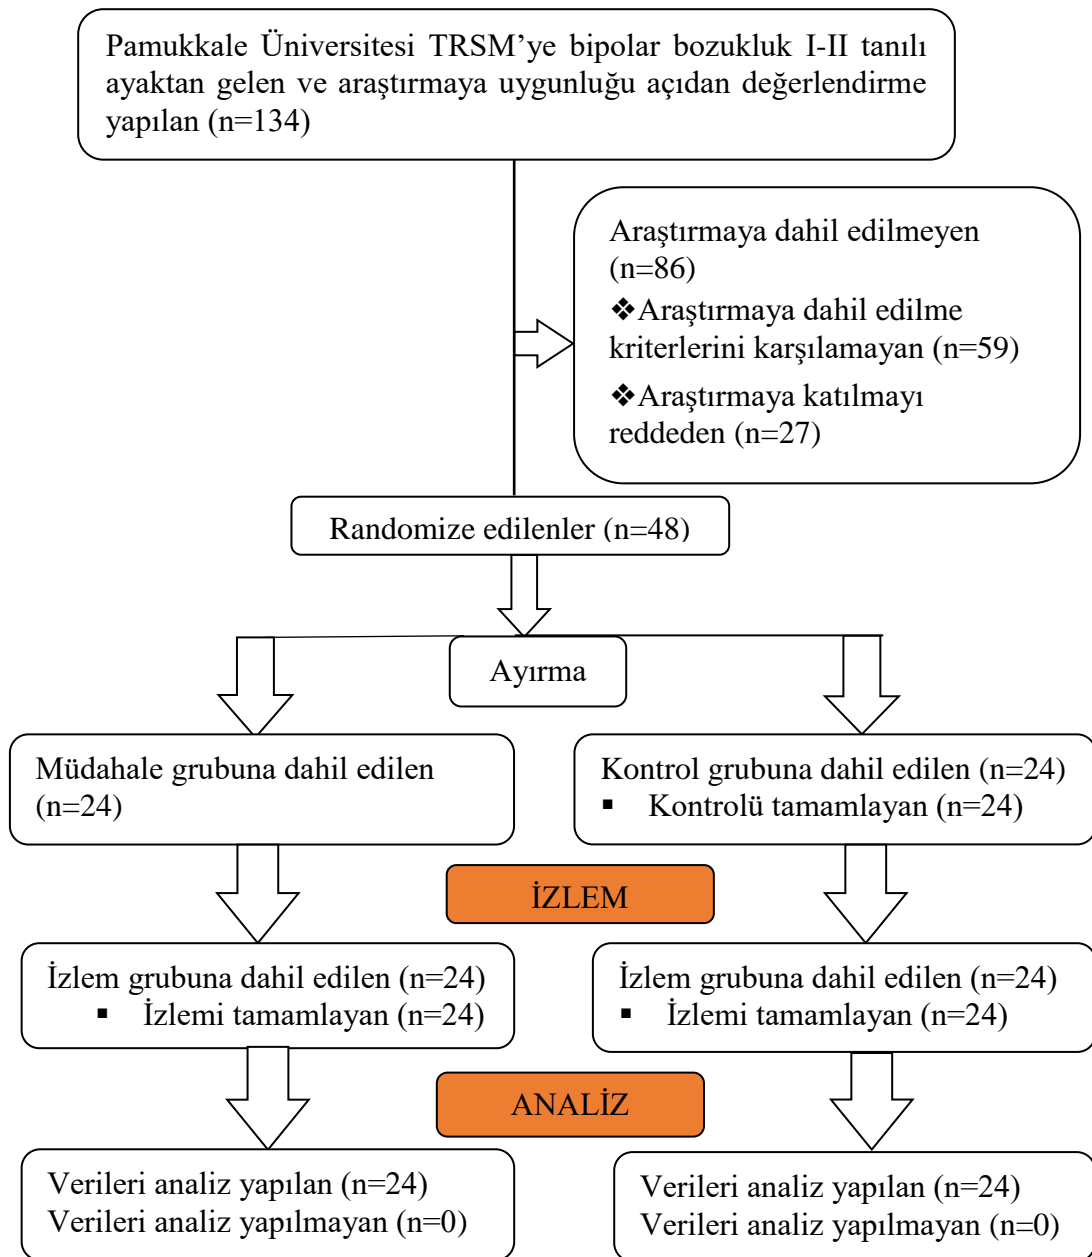 Pamukkale Üniversitesi TRSM’ye bipolar bozukluk I-II tanılı
ayaktan gelen ve araştırmaya uygunluğu açıdan değerlendirme
yapılan (n=134)
Araştırmaya dahil edilmeyen
(n=86)
❖Araştırmaya dahil edilme
kriterlerini karşılamayan (n=59)
❖Araştırmaya katılmayı
reddeden (n=27)
Randomize edilenler (n=48)
Ayırma
Müdahale grubuna dahil edilen
(n=24)
Kontrol grubuna dahil edilen (n=24)
▪ Kontrolü tamamlayan (n=24)
İZLEM
İzlem grubuna dahil edilen (n=24)
▪ İzlemi tamamlayan (n=24)
İzlem grubuna dahil edilen (n=24)
▪ İzlemi tamamlayan (n=24)
ANALİZ
Verileri analiz yapılan (n=24)
Verileri analiz yapılmayan (n=0)
Verileri analiz yapılan (n=24)
Verileri analiz yapılmayan (n=0)